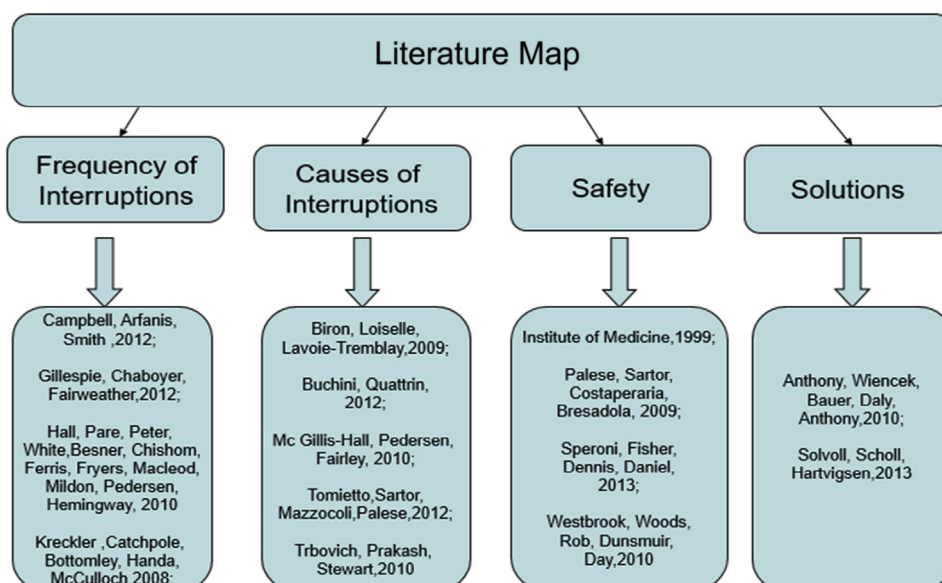 Literature Map
Frequency of
Interruptions
Causes of
Interruptions
Safety
Solutions
Campbell, Arfanis,
Smith ,2012;
Gillespie, Chaboyer,
Fairweather,2012;
Hall, Pare, Peter,
White,Besner, Chishom,
Ferris, Fryers, Macleod,
Mildon, Pedersen,
Hemingway, 2010
Kreckler ,Catchpole,
Bottomley, Handa,
McCulloch,2008;
Biron, Loiselle,
Lavoie-Tremblay,2009;
Buchini, Quattrin,
2012;
Mc Gillis-Hall, Pedersen,
Fairley, 2010;
Tomietto,Sartor,
Mazzocoli,Palese,2012;
Trbovich, Prakash,
Stewart,2010
Institute of Medicine,1999;
Palese, Sartor,
Costaperaria,
Bresadola, 2009;
Speroni, Fisher,
Dennis, Daniel,
2013;
Westbrook, Woods,
Rob, Dunsmuir,
Day,2010
Anthony, Wiencek,
Bauer, Daly,
Anthony,2010;
Solvoll, Scholl,
Hartvigsen,2013